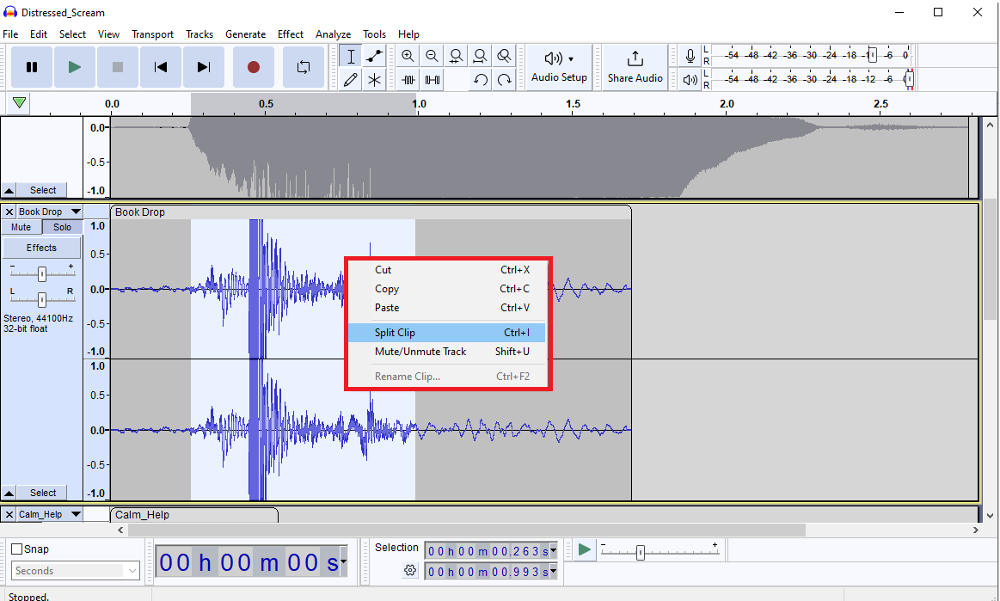 Distressed_Scream
File Edit Select View Transport Tracks Generate Effect Analyze Tools Help
Audio Setup
Share Audio
L
R
-54 -48 -42 -36 -30 -24 -18 -12 -6 0
L
R
-54 -48 -42 -36 -30 -24 -18 -12 -6 0
0.0 0.5 1.0 1.5 2.0 2.5
0.0
-0.5
-1.0
Select
Book Drop
Mute Solo
Effects
- +
L R
Stereo, 44100Hz
32-bit float
Select
1.0
0.5
0.0
-0.5
-1.0
1.0
0.5
0.0
-0.5
-1.0
Book Drop
Cut Ctrl+X
Copy Ctrl+C
Paste Ctrl+V
Split Clip Ctrl+I
Mute/Unmute Track Shift+U
Rename Clip... Ctrl+F2
Calm_Help
Calm_Help
Snap
Seconds
00 h 00 m 00 s
Selection
00 h 00 m 00.263 s
00 h 00 m 00.993 s
- +
Stopped.